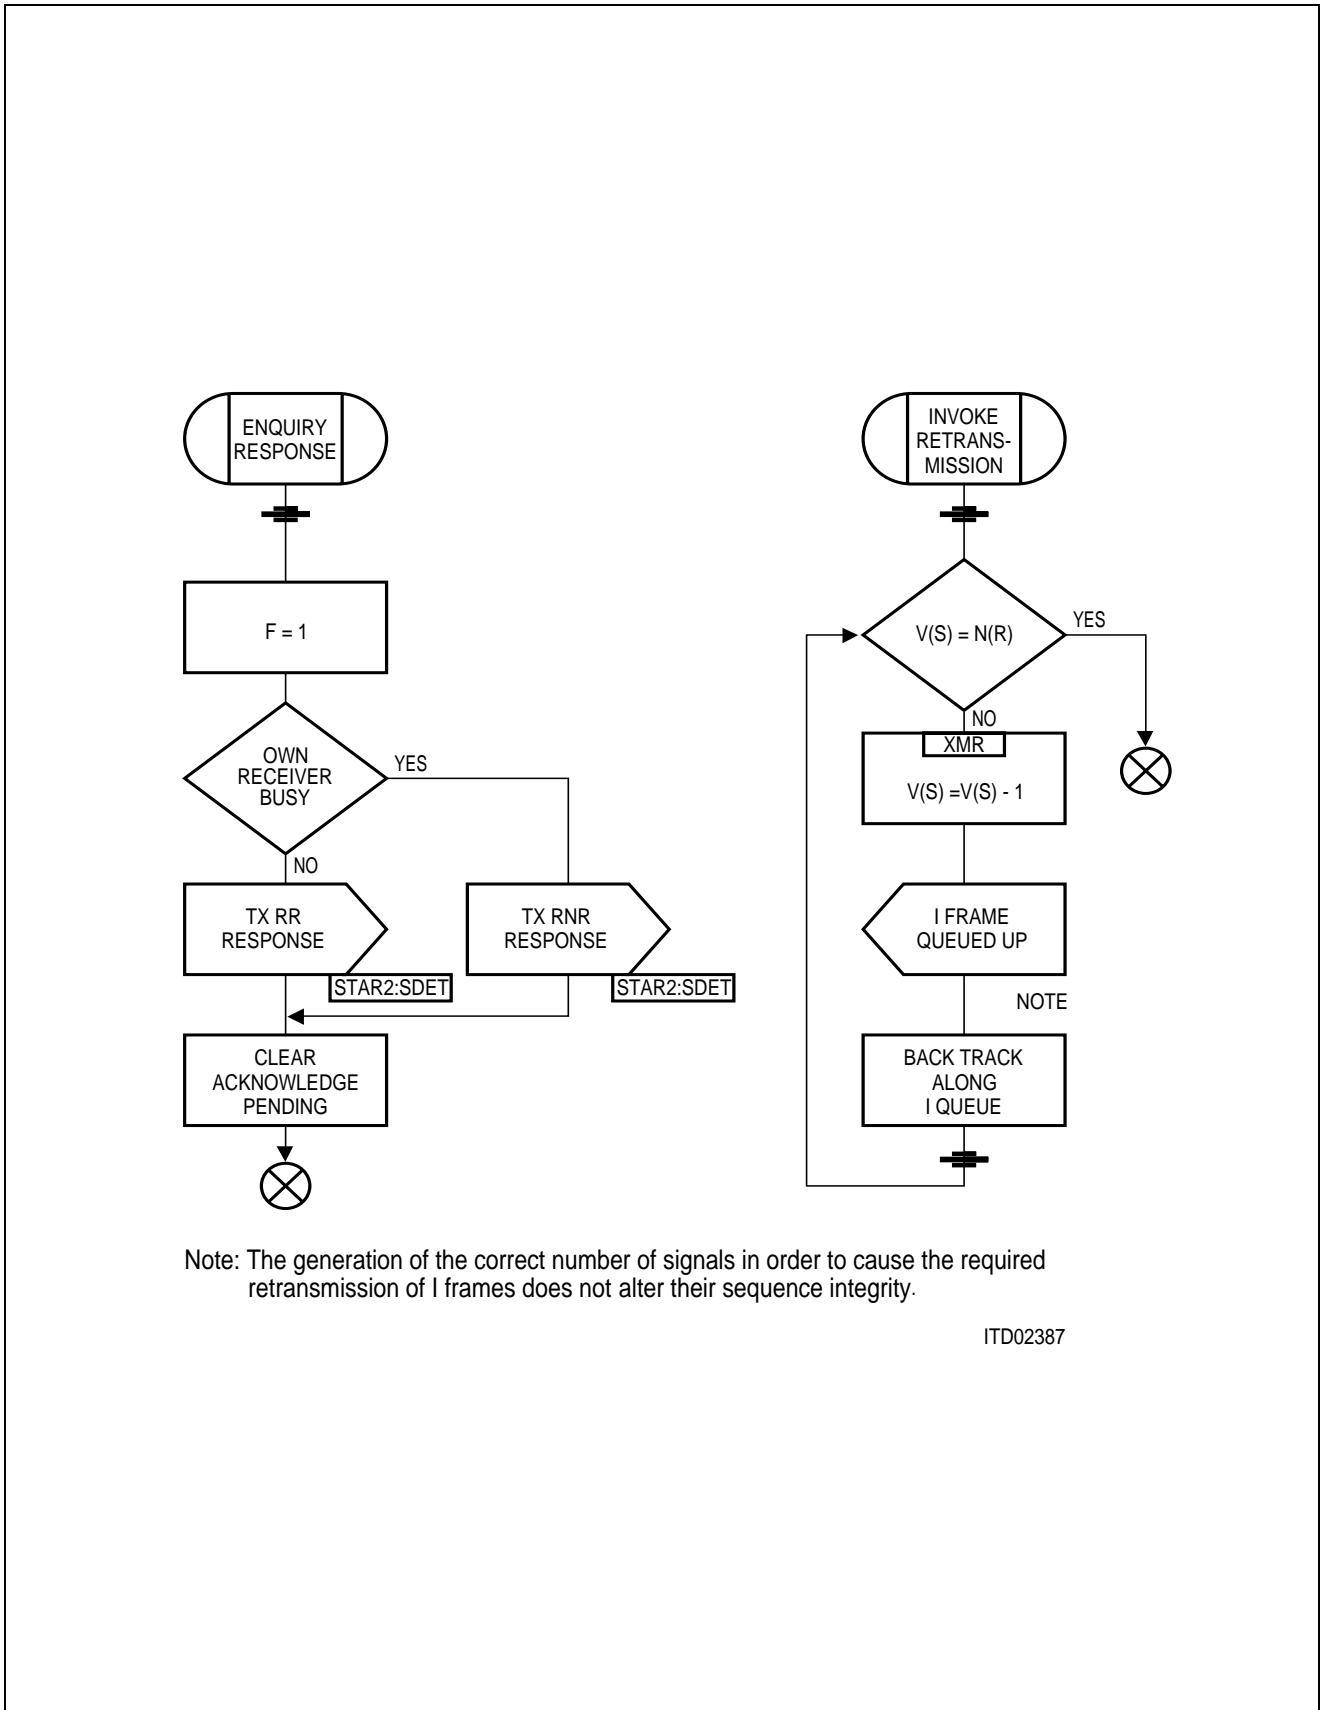 ENQUIRY
RESPONSE
F = 1
OWN
RECEIVER
BUSY
YES
NO
TX RR
RESPONSE
STAR2:SDET
TX RNR
RESPONSE
STAR2:SDET
CLEAR
ACKNOWLEDGE
PENDING
INVOKE
RETRANS-
MISSION
V(S) = N(R)
YES
NO
XMR
V(S) =V(S) - 1
I FRAME
QUEUED UP
NOTE
BACK TRACK
ALONG
I QUEUE
Note: The generation of the correct number of signals in order to cause the required
retransmission of I frames does not alter their sequence integrity.
ITD02387